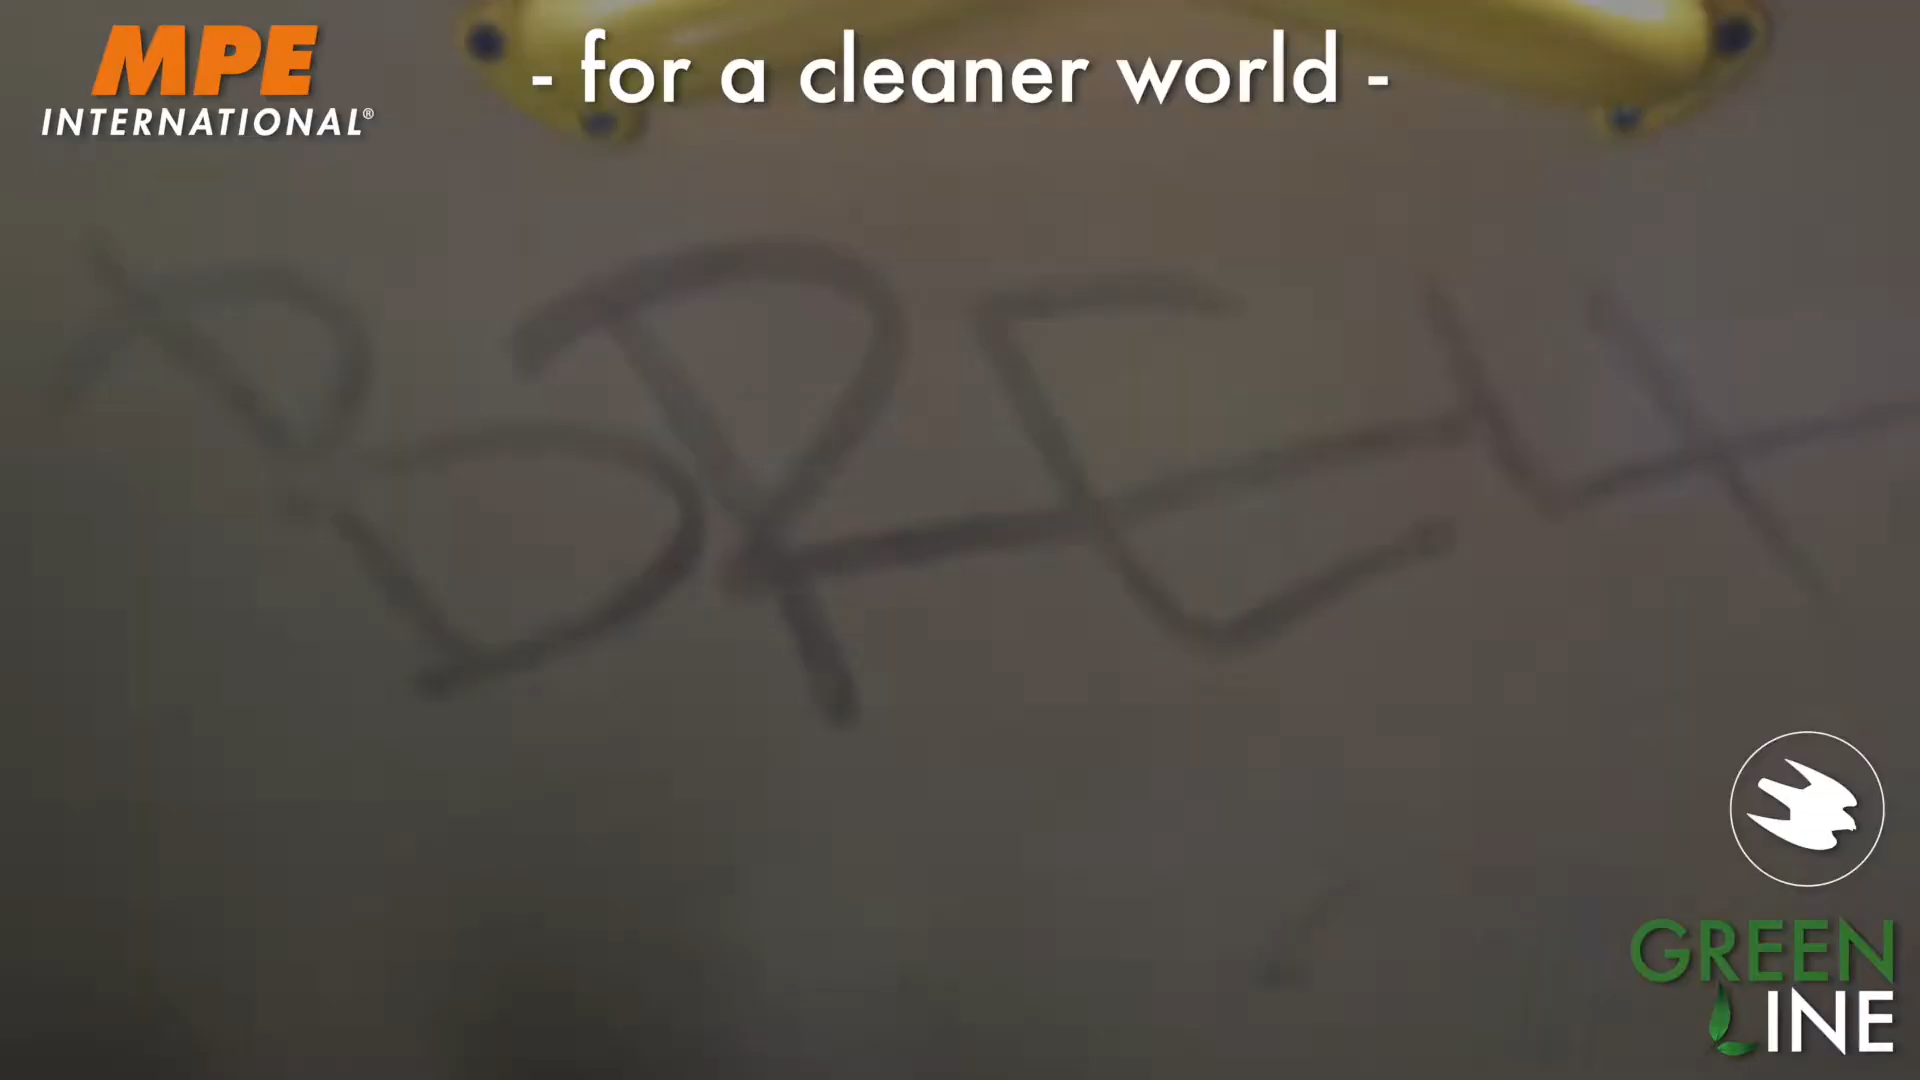 MPE
INTERNATIONAL®
- for a cleaner world -
GREEN
LINE